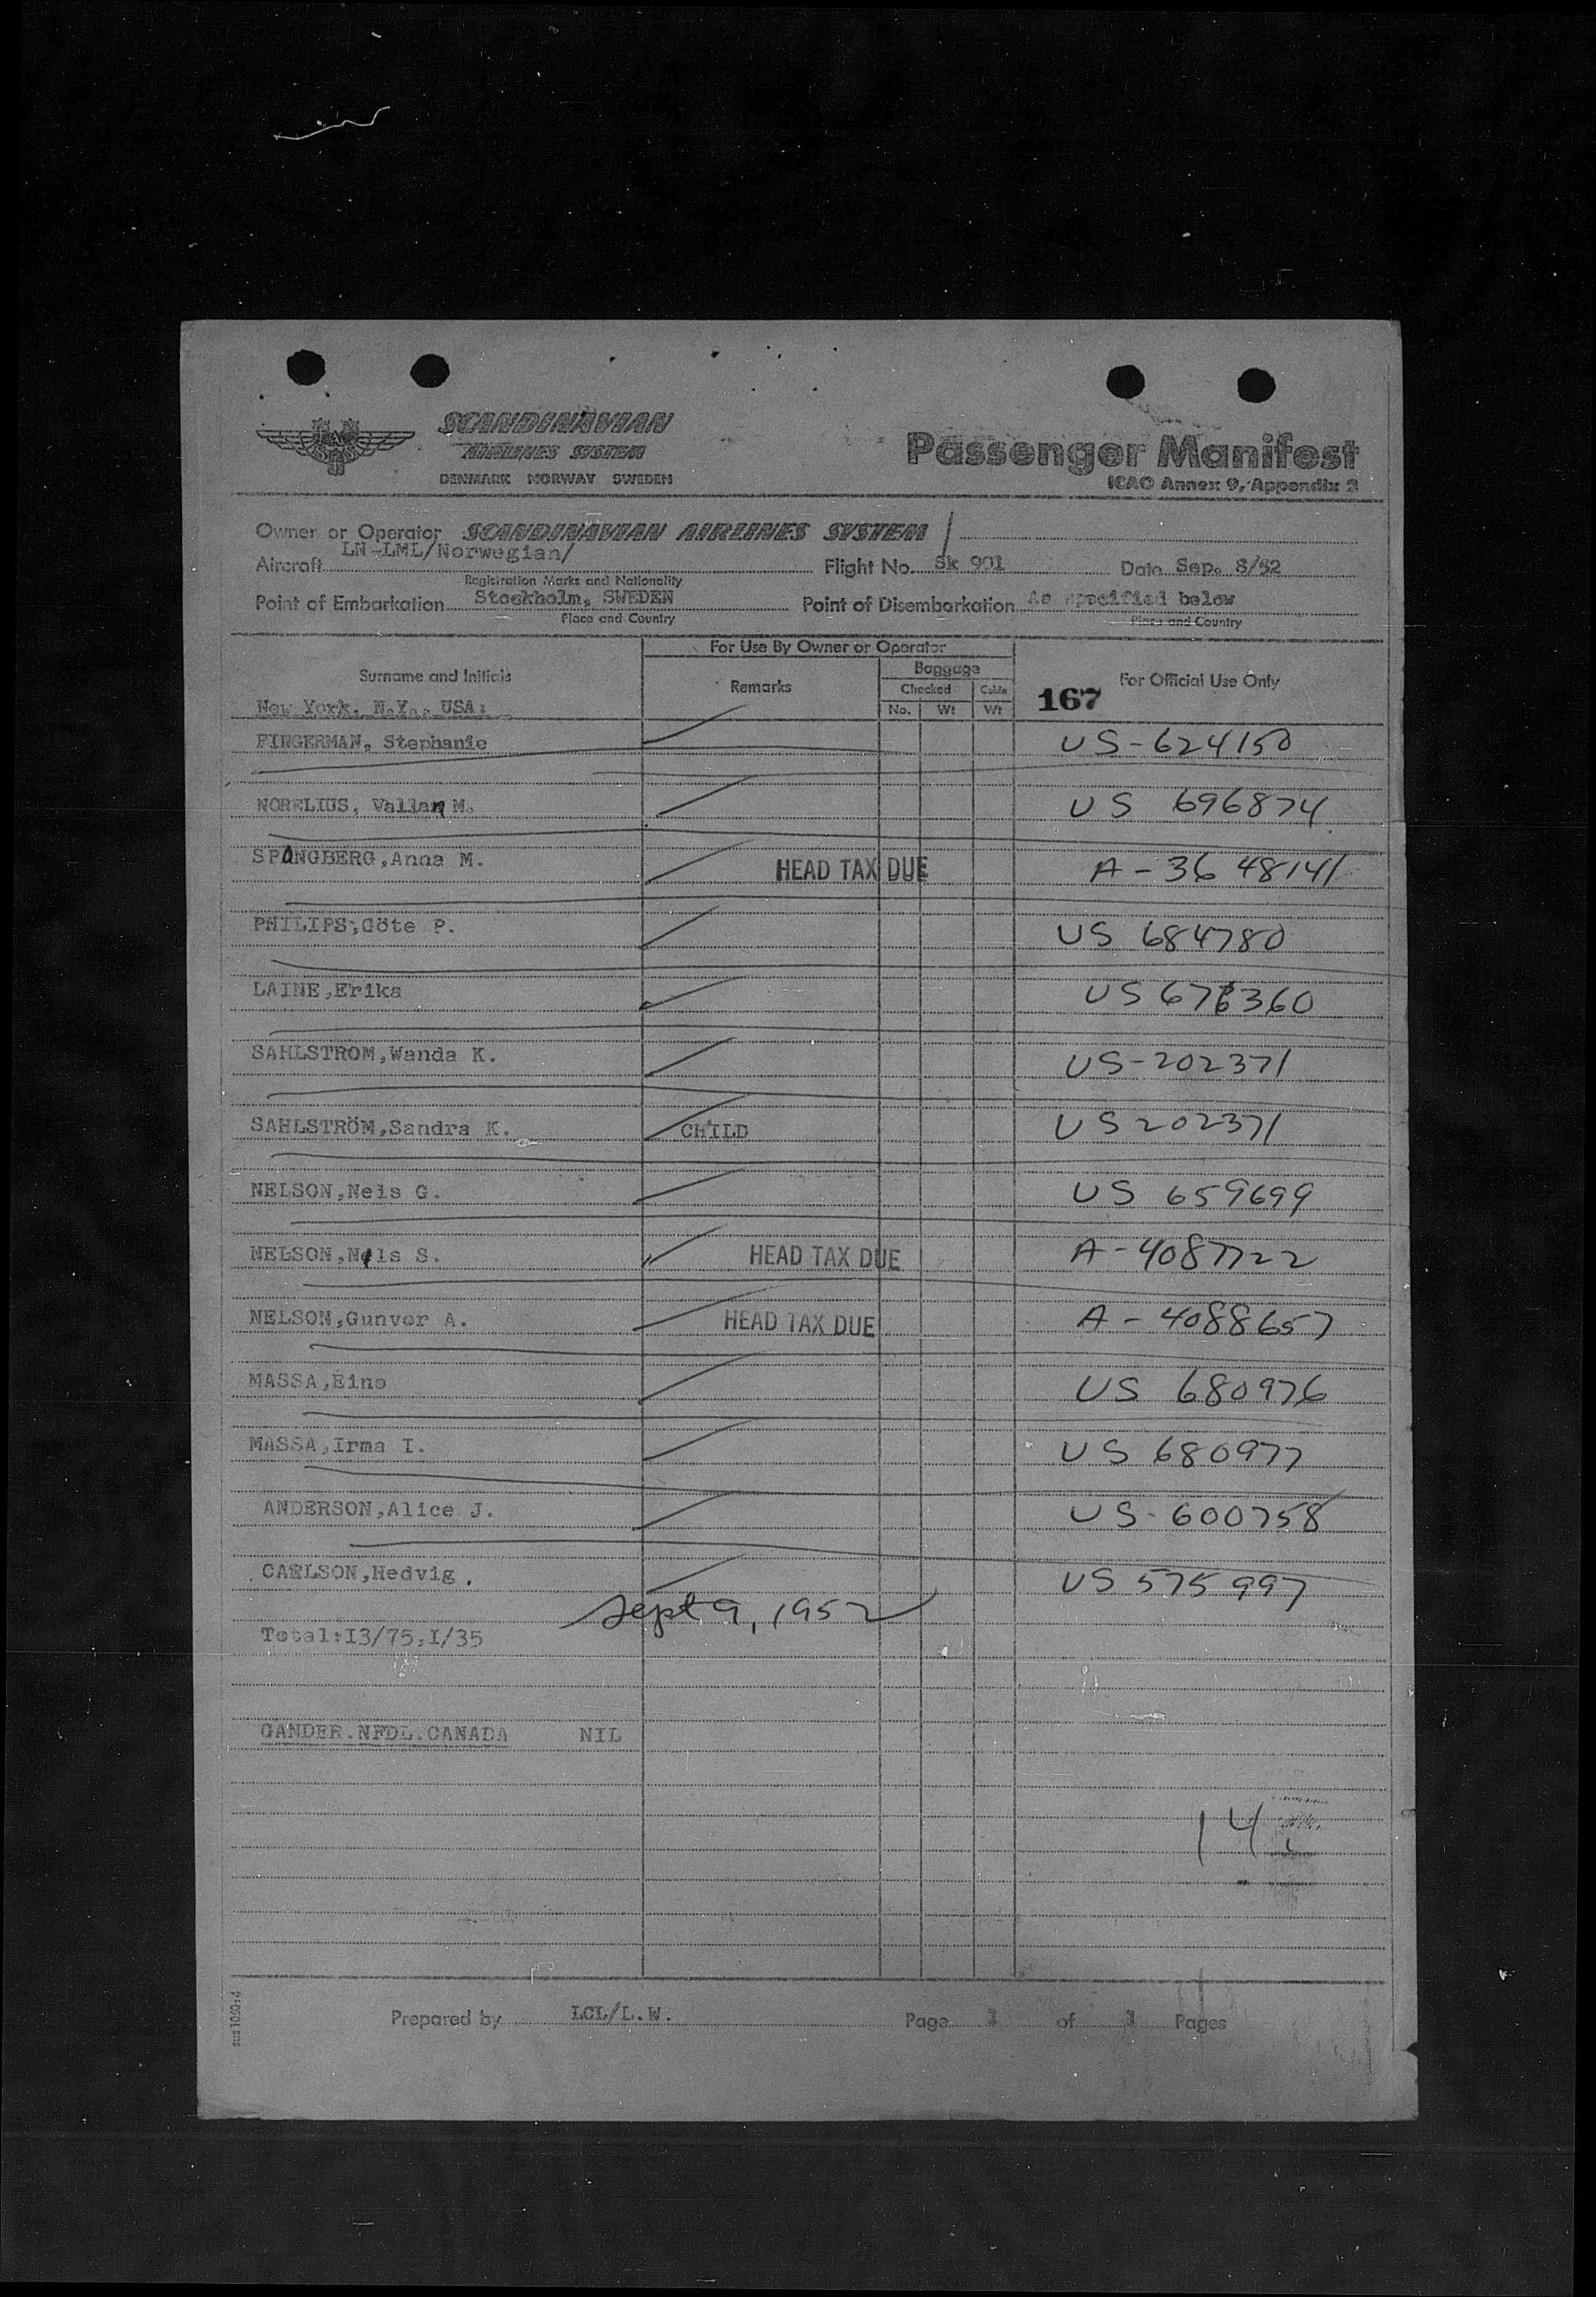 SCANDINAVIAN
AIRLINES SYSTEM
DENMARK NORWAY SWEDEN
Passenger Manifest
ICAO Annex 9, Appendix 2
Owner or Operator SCANDINAVIAN AIRLINES SYSTEM
Aircraft LN-LML/Norwegian/ Flight No. Sk 901 Date Sep. 8/52
Registration Marks and Nationality
Point of Embarkation Stockholm, SWEDEN Point of Disembarkation As specified below
Place and Country Place and Country
For Use By Owner or Operator
Surname and Initials Remarks Baggage For Official Use Only
Checked Cabin
No. Wt Wt
167
New York, N.Y., USA:
FINGERMAN, Stephanie US-624150
NORELIUS, Vallan M. US 696874
SPÅNGBERG,Anna M. HEAD TAX DUE A-3648141
PHILIPS,Göte P. US 684780
LAINE,Erika US 676360
SAHLSTROM,Wanda K. US-202371
SAHLSTRÖM,Sandra K. CHILD US 202371
NELSON,Nels G. US 659699
NELSON,Nils S. HEAD TAX DUE A-4087722
NELSON,Gunvor A. HEAD TAX DUE A-4088657
MASSA,Eino US 680976
MASSA,Irma I. US 680977
ANDERSON,Alice J. US-600758
CARLSON,Hedvig. US 575997
Sept 9, 1952
Total:I3/75,I/35
GANDER.NFDL.CANADA NIL
14
Prepared by LCL/L.W. Page 1 of 1 Pages